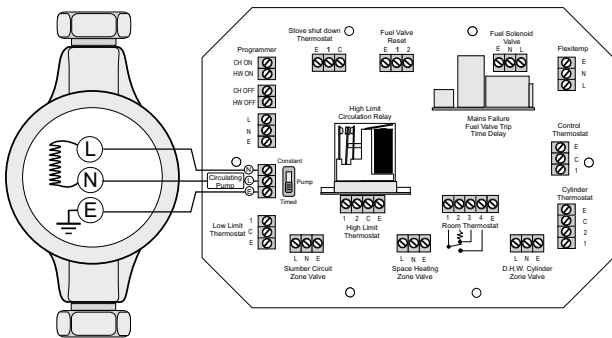 Stove shut down
Thermostat
E 1 C
Fuel Valve
Reset
E 1 2
Fuel Solenoid
Valve
E N L
Programmer
CH ON
HW ON
CH OFF
HW OFF
L
N
E
Flexitemp
E
N
L
High Limit
Circulation Relay
Mains Failure
Fuel Valve Trip
Time Delay
Control
Thermostat
E
C
1
L
N
E
Circulating
Pump
N
L
E
Constant
Pump
Timed
1 2 C E
High Limit
Thermostat
1 2 3 4 E
Room Thermostat
Cylinder
Thermostat
E
C
2
1
Low Limit
Thermostat
1
C
E
L N E
Slumber Circuit
Zone Valve
L N E
Space Heating
Zone Valve
L N E
D.H.W. Cylinder
Zone Valve